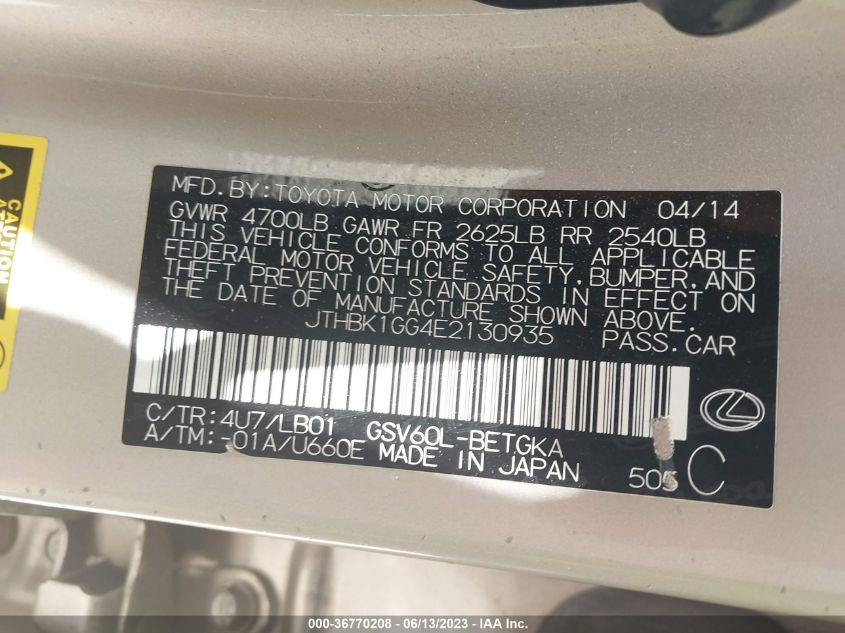 MFD. BY: TOYOTA MOTOR CORPORATION 04/14
GVWR 4700LB GAWR FR 2625LB RR 2540LB
THIS VEHICLE CONFORMS TO ALL APPLICABLE
FEDERAL MOTOR VEHICLE SAFETY, BUMPER, AND
THEFT PREVENTION STANDARDS IN EFFECT ON
THE DATE OF MANUFACTURE SHOWN ABOVE.
JTHBK1GG4E2130935 PASS. CAR
C/TR: 4U7/LB01 GSV60L-BETGKA
A/TM: -01A/U660E MADE IN JAPAN
C
000-36770208 - 06/13/2023 - IAA Inc.